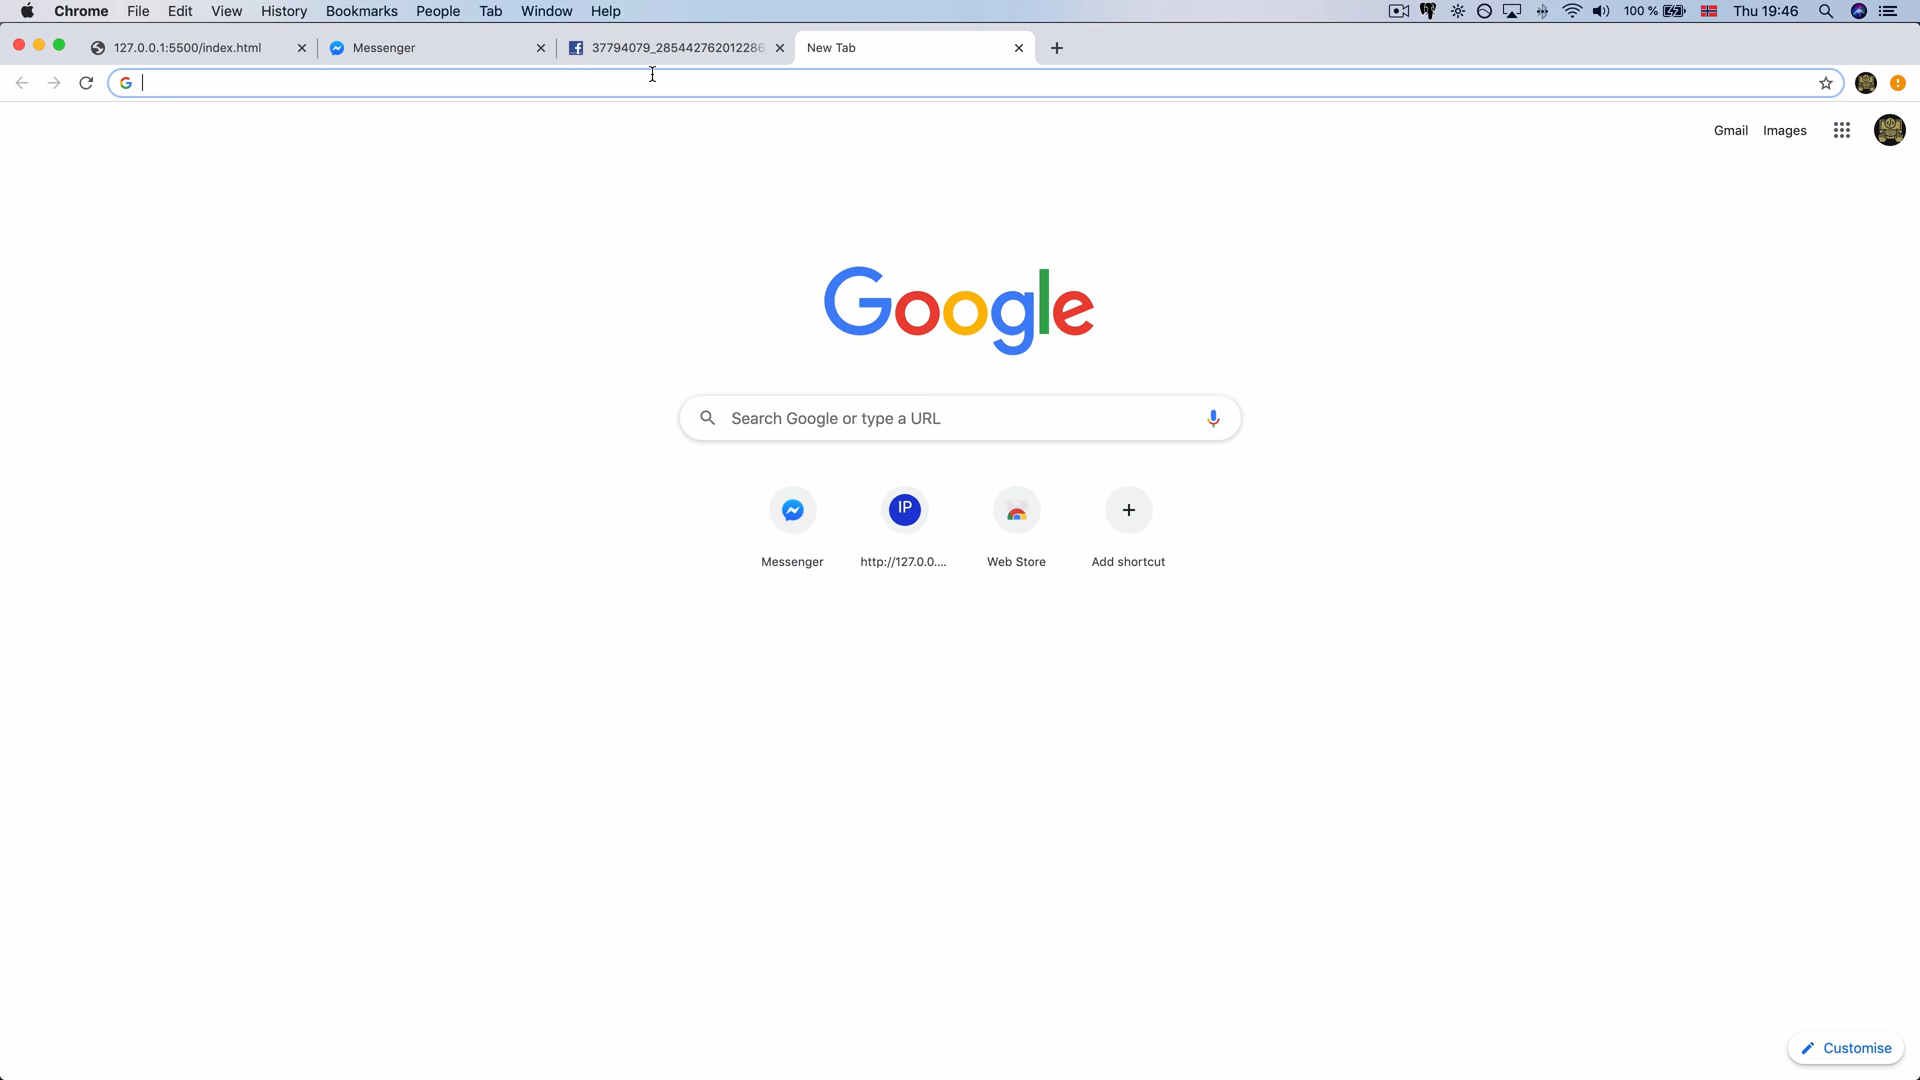 Chrome File Edit View History Bookmarks People Tab Window Help 100 % Thu 19:46
127.0.0.1:5500/index.html Messenger 37794079_285442762012286 New Tab
Gmail Images
Google
Search Google or type a URL
IP
Messenger http://127.0.0.... Web Store Add shortcut
Customise